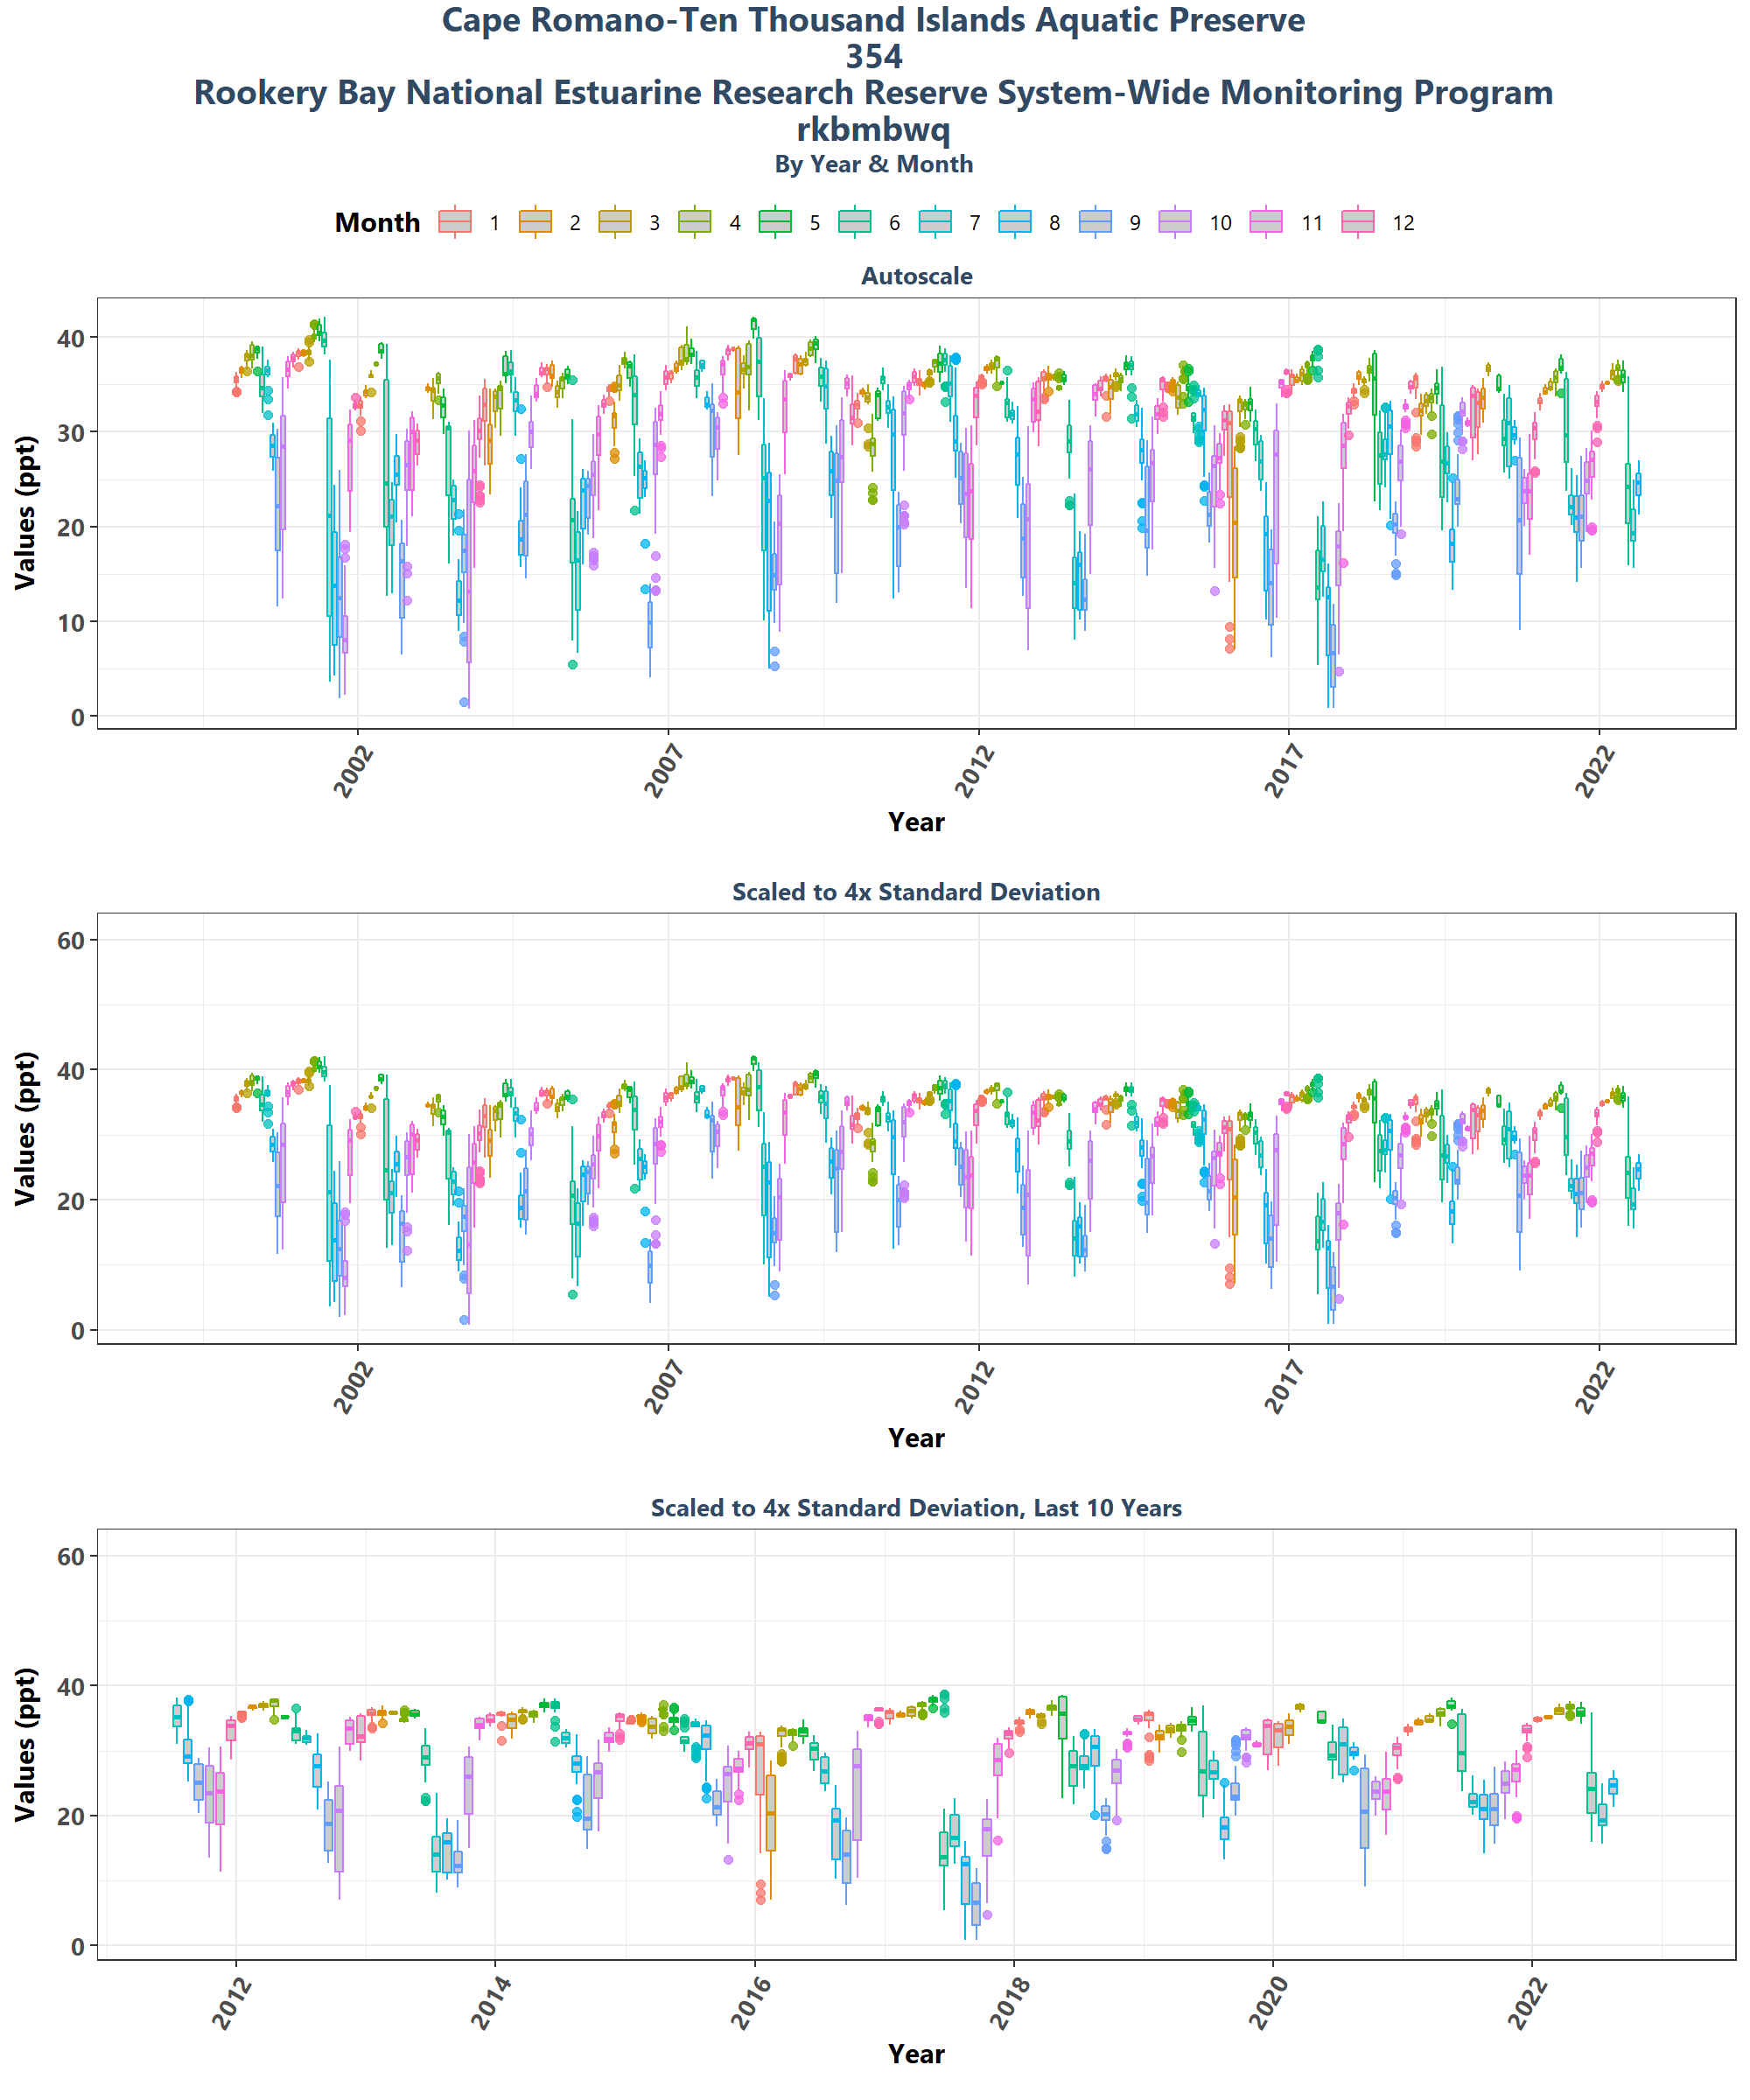 Cape Romano-Ten Thousand Islands Aquatic Preserve
354
Rookery Bay National Estuarine Research Reserve System-Wide Monitoring Program
rkbmbwq
By Year & Month
Month 1 2 3 4 5 6 7 8 9 10 11 12
Autoscale
Values (ppt)
40
30
20
10
0
2002 2007 2012 2017 2022
Year
Scaled to 4x Standard Deviation
Values (ppt)
60
40
20
0
2002 2007 2012 2017 2022
Year
Scaled to 4x Standard Deviation, Last 10 Years
Values (ppt)
60
40
20
0
2012 2014 2016 2018 2020 2022
Year